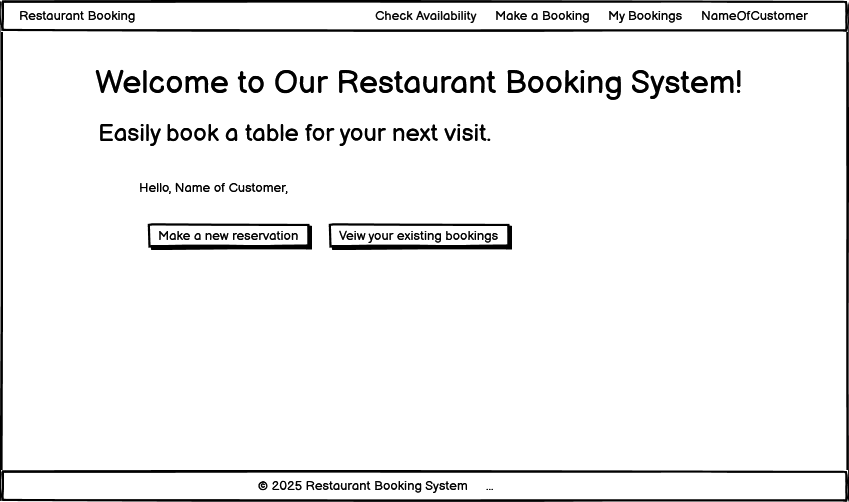 Restaurant Booking Check Availability Make a Booking My Bookings NameOfCustomer
Welcome to Our Restaurant Booking System!
Easily book a table for your next visit.
Hello, Name of Customer,
Make a new reservation Veiw your existing bookings
© 2025 Restaurant Booking System ...